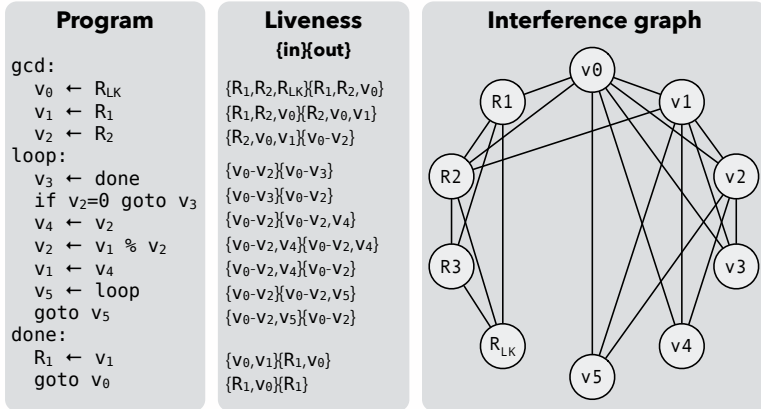 Program
gcd:
v₀ ← R_LK
v₁ ← R₁
v₂ ← R₂
loop:
v₃ ← done
if v₂=0 goto v₃
v₄ ← v₂
v₂ ← v₁ % v₂
v₁ ← v₄
v₅ ← loop
goto v₅
done:
R₁ ← v₁
goto v₀
Liveness
{in}{out}
{R₁,R₂,R_LK}{R₁,R₂,v₀}
{R₁,R₂,v₀}{R₂,v₀,v₁}
{R₂,v₀,v₁}{v₀-v₂}
{v₀-v₂}{v₀-v₃}
{v₀-v₃}{v₀-v₂}
{v₀-v₂}{v₀-v₂,v₄}
{v₀-v₂,v₄}{v₀-v₂,v₄}
{v₀-v₂,v₄}{v₀-v₂}
{v₀-v₂}{v₀-v₂,v₅}
{v₀-v₂,v₅}{v₀-v₂}
{v₀,v₁}{R₁,v₀}
{R₁,v₀}{R₁}
Interference graph
v0
R1
v1
R2
v2
R3
v3
R_LK
v4
v5